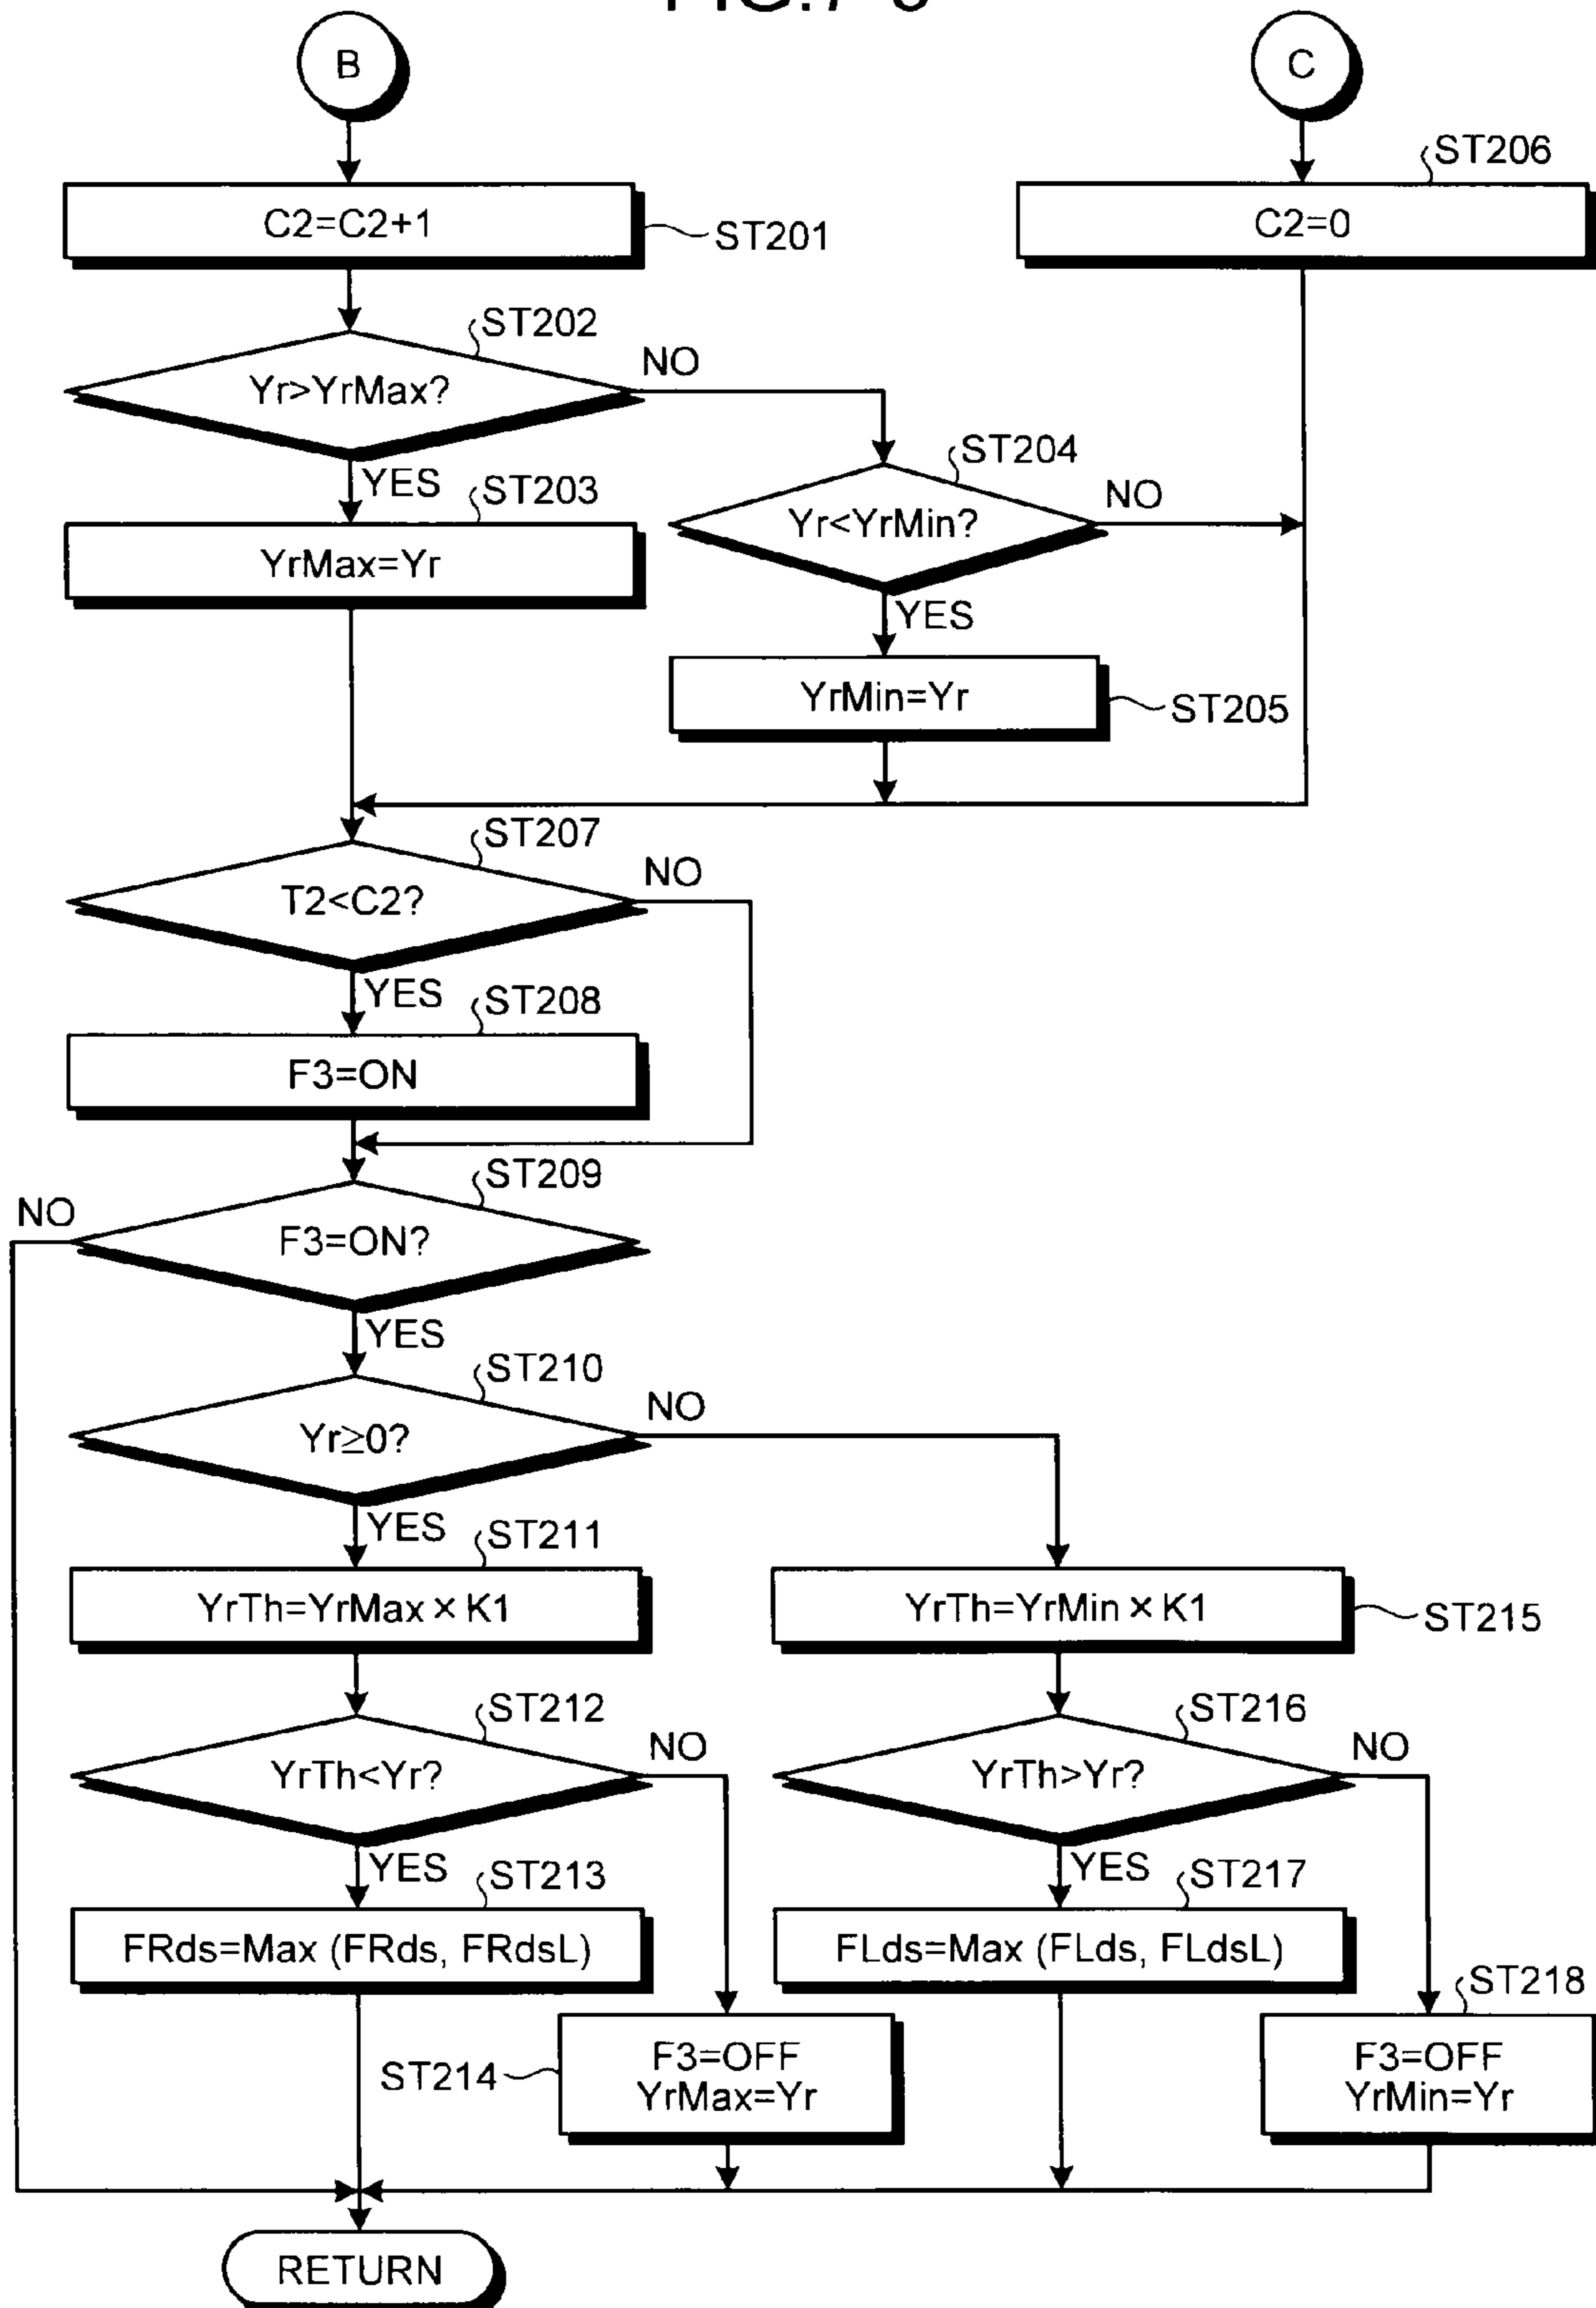 B
C
ST206
C2=C2+1
C2=0
ST201
ST202
NO
Yr>YrMax?
ST204
YES
ST203
NO
Yr<YrMin?
YrMax=Yr
YES
YrMin=Yr
ST205
ST207
NO
T2<C2?
YES
ST208
F3=ON
ST209
NO
F3=ON?
YES
ST210
NO
Yr≥0?
YES
ST211
YrTh=YrMax×K1
YrTh=YrMin×K1
ST215
ST212
ST216
NO
NO
YrTh<Yr?
YrTh>Yr?
YES
ST213
YES
ST217
FRds=Max (FRds, FRdsL)
FLds=Max (FLds, FLdsL)
ST218
ST214
F3=OFF
YrMax=Yr
F3=OFF
YrMin=Yr
RETURN